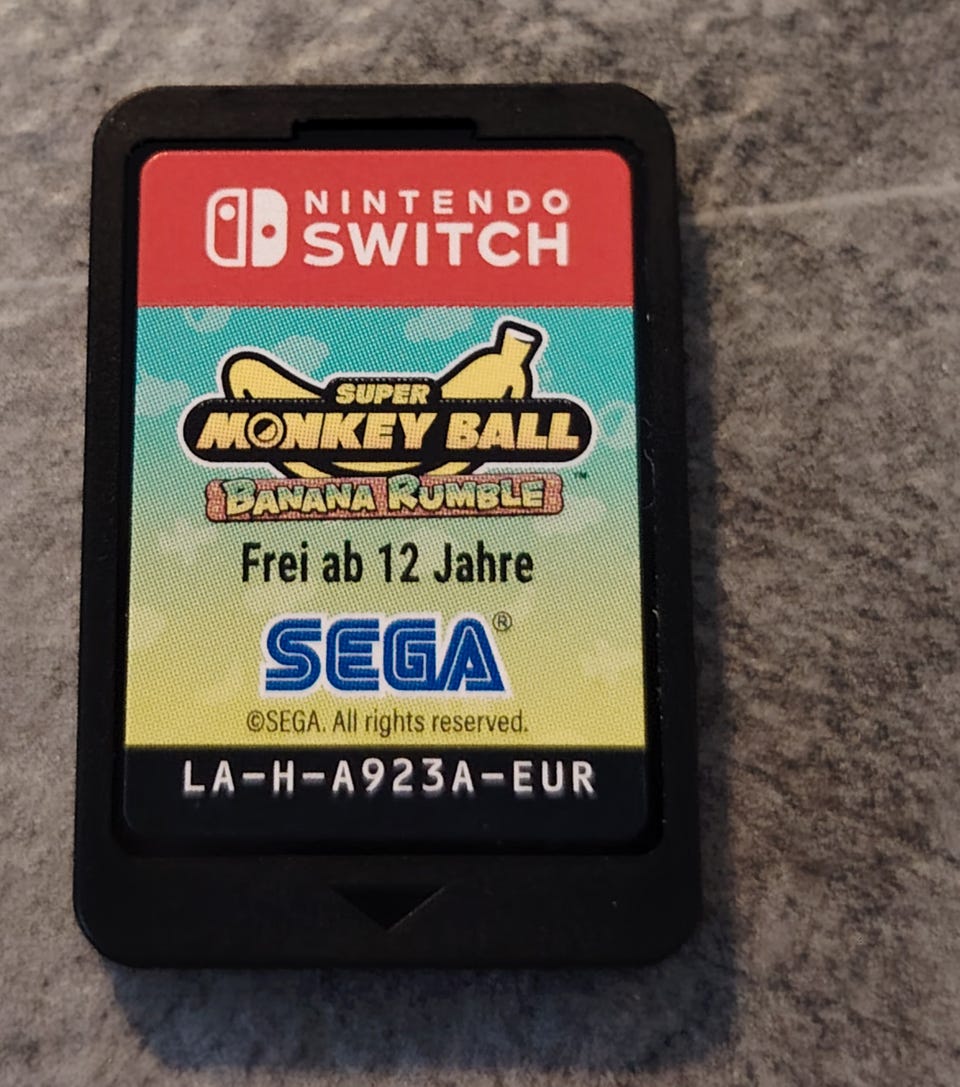 NINTENDO
SWITCH
SUPER
MONKEY BALL
™
BANANA RUMBLE
Frei ab 12 Jahre
SEGA®
©SEGA. All rights reserved.
LA-H-A923A-EUR